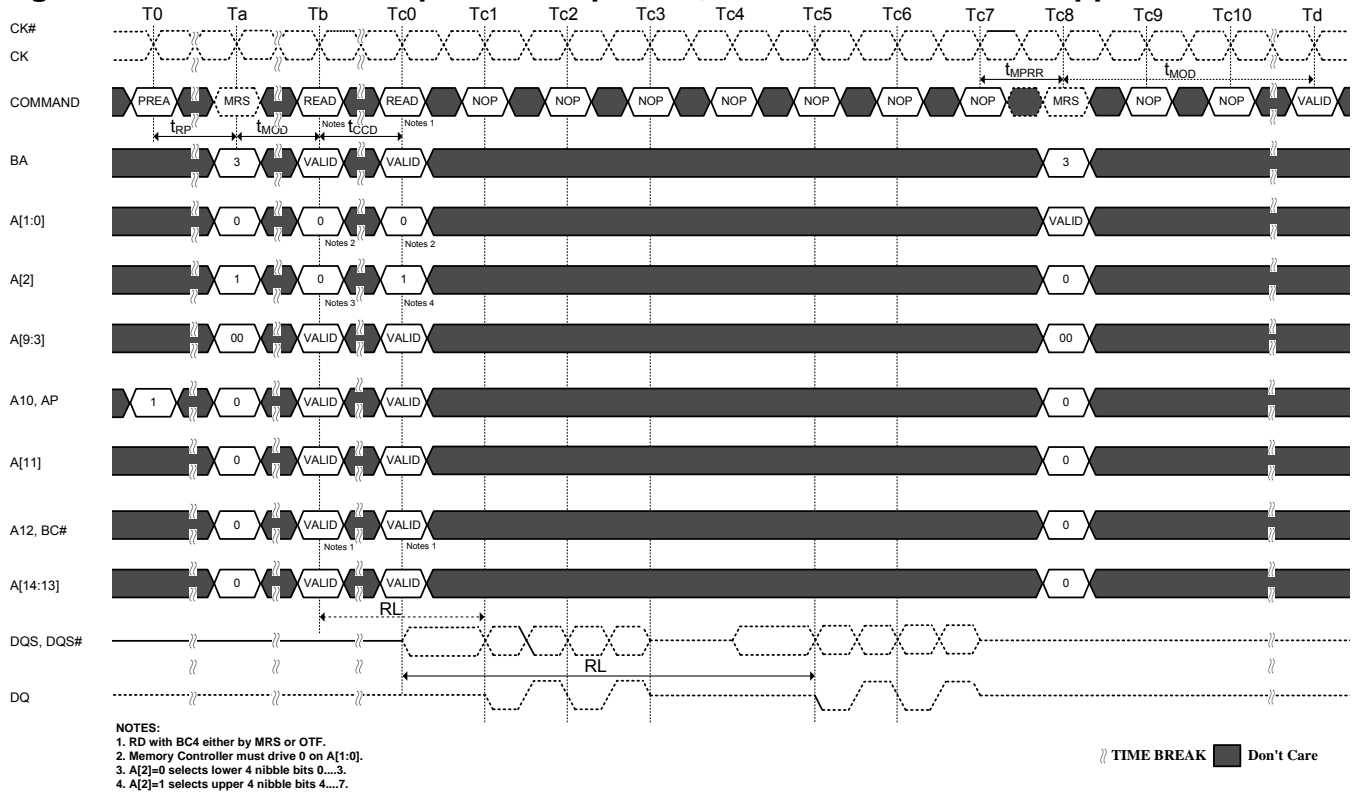 T0 Ta Tb Tc0 Tc1 Tc2 Tc3 Tc4 Tc5 Tc6 Tc7 Tc8 Tc9 Tc10 Td
CK#
CK
tMPRR tMOD
COMMAND PREA MRS READ READ NOP NOP NOP NOP NOP NOP NOP MRS NOP NOP VALID
Notes 1 Notes 1
tRP tMOD tCCD
BA 3 VALID VALID 3
A[1:0] 0 0 0 VALID
Notes 2 Notes 2
A[2] 1 0 1 0
Notes 3 Notes 4
A[9:3] 00 VALID VALID 00
A10, AP 1 0 VALID VALID 0
A[11] 0 VALID VALID 0
A12, BC# 0 VALID VALID 0
Notes 1 Notes 1
A[14:13] 0 VALID VALID 0
RL
DQS, DQS#
RL
DQ
NOTES:
1. RD with BC4 either by MRS or OTF.
2. Memory Controller must drive 0 on A[1:0].
3. A[2]=0 selects lower 4 nibble bits 0....3.
4. A[2]=1 selects upper 4 nibble bits 4....7.
TIME BREAK Don't Care